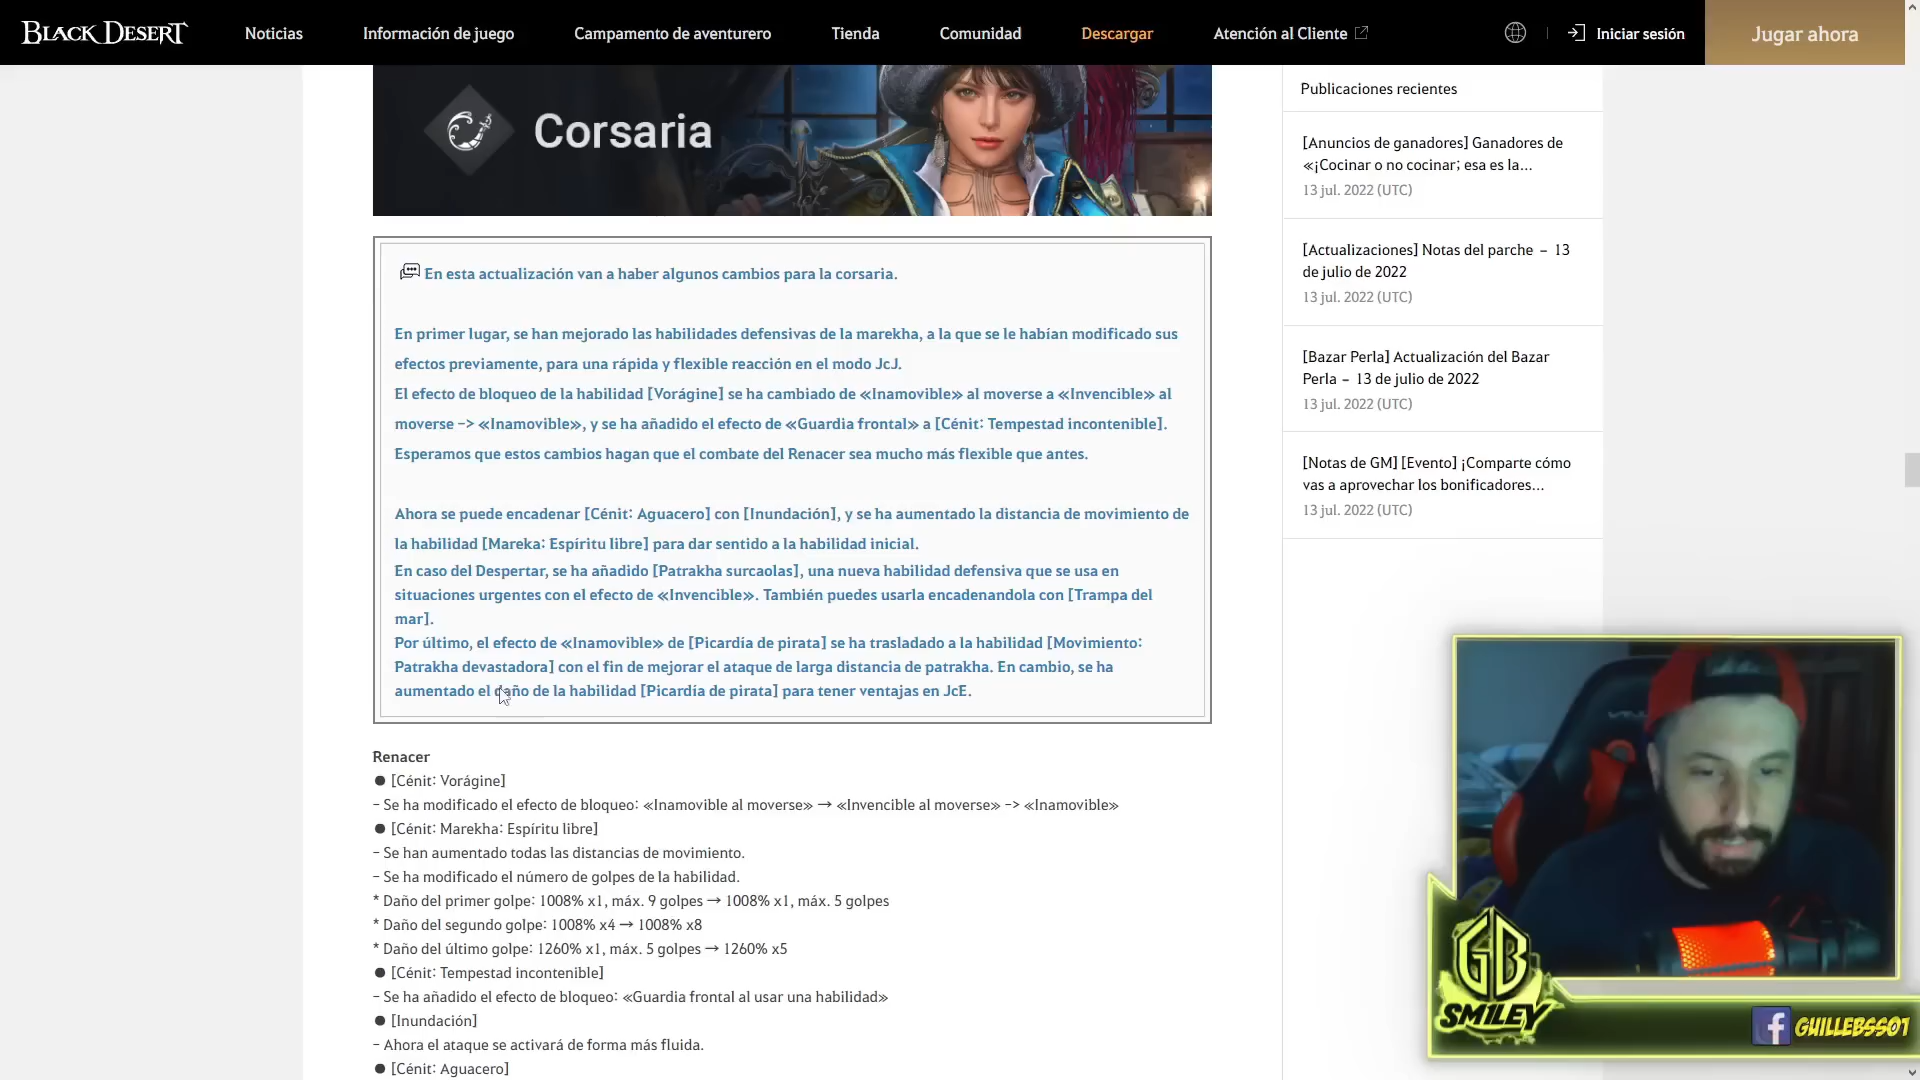 BLACK DESERT
Noticias
Información de juego
Campamento de aventurero
Tienda
Comunidad
Descargar
Atención al Cliente
Iniciar sesión
Jugar ahora
Corsaria
En esta actualización van a haber algunos cambios para la corsaria.
En primer lugar, se han mejorado las habilidades defensivas de la marekha, a la que se le habían modificado sus
efectos previamente, para una rápida y flexible reacción en el modo JcJ.
El efecto de bloqueo de la habilidad [Vorágine] se ha cambiado de «Inamovible» al moverse a «Invencible» al
moverse –> «Inamovible», y se ha añadido el efecto de «Guardia frontal» a [Cénit: Tempestad incontenible].
Esperamos que estos cambios hagan que el combate del Renacer sea mucho más flexible que antes.
Ahora se puede encadenar [Cénit: Aguacero] con [Inundación], y se ha aumentado la distancia de movimiento de
la habilidad [Mareka: Espíritu libre] para dar sentido a la habilidad inicial.
En caso del Despertar, se ha añadido [Patrakha surcaolas], una nueva habilidad defensiva que se usa en
situaciones urgentes con el efecto de «Invencible». También puedes usarla encadenandola con [Trampa del
mar].
Por último, el efecto de «Inamovible» de [Picardía de pirata] se ha trasladado a la habilidad [Movimiento:
Patrakha devastadora] con el fin de mejorar el ataque de larga distancia de patrakha. En cambio, se ha
aumentado el daño de la habilidad [Picardía de pirata] para tener ventajas en JcE.
Renacer
● [Cénit: Vorágine]
– Se ha modificado el efecto de bloqueo: «Inamovible al moverse» → «Invencible al moverse» –> «Inamovible»
● [Cénit: Marekha: Espíritu libre]
– Se han aumentado todas las distancias de movimiento.
– Se ha modificado el número de golpes de la habilidad.
* Daño del primer golpe: 1008% x1, máx. 9 golpes → 1008% x1, máx. 5 golpes
* Daño del segundo golpe: 1008% x4 → 1008% x8
* Daño del último golpe: 1260% x1, máx. 5 golpes → 1260% x5
● [Cénit: Tempestad incontenible]
– Se ha añadido el efecto de bloqueo: «Guardia frontal al usar una habilidad»
● [Inundación]
– Ahora el ataque se activará de forma más fluida.
● [Cénit: Aguacero]
Publicaciones recientes
[Anuncios de ganadores] Ganadores de
«¡Cocinar o no cocinar; esa es la...
13 jul. 2022 (UTC)
[Actualizaciones] Notas del parche – 13
de julio de 2022
13 jul. 2022 (UTC)
[Bazar Perla] Actualización del Bazar
Perla – 13 de julio de 2022
13 jul. 2022 (UTC)
[Notas de GM] [Evento] ¡Comparte cómo
vas a aprovechar los bonificadores...
13 jul. 2022 (UTC)
GB
SM1LEY
f GUILLEBSS01